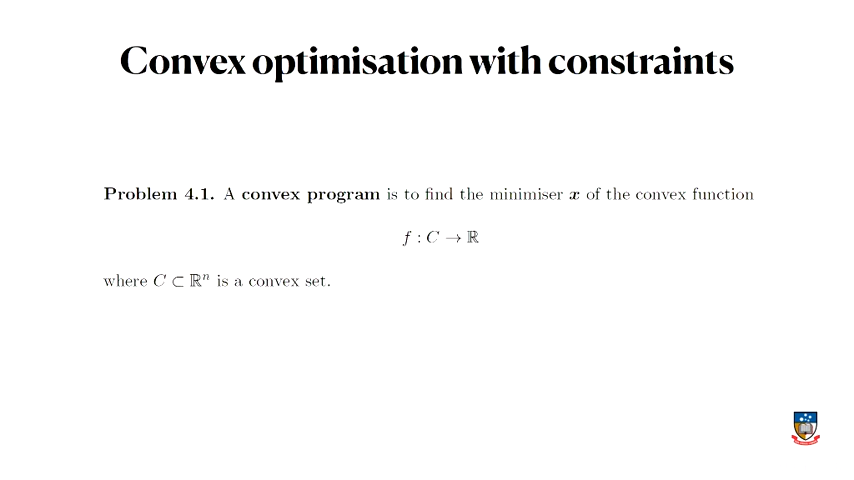 Convex optimisation with constraints
Problem 4.1. A convex program is to find the minimiser x of the convex function
f : C → ℝ
where C ⊂ ℝⁿ is a convex set.